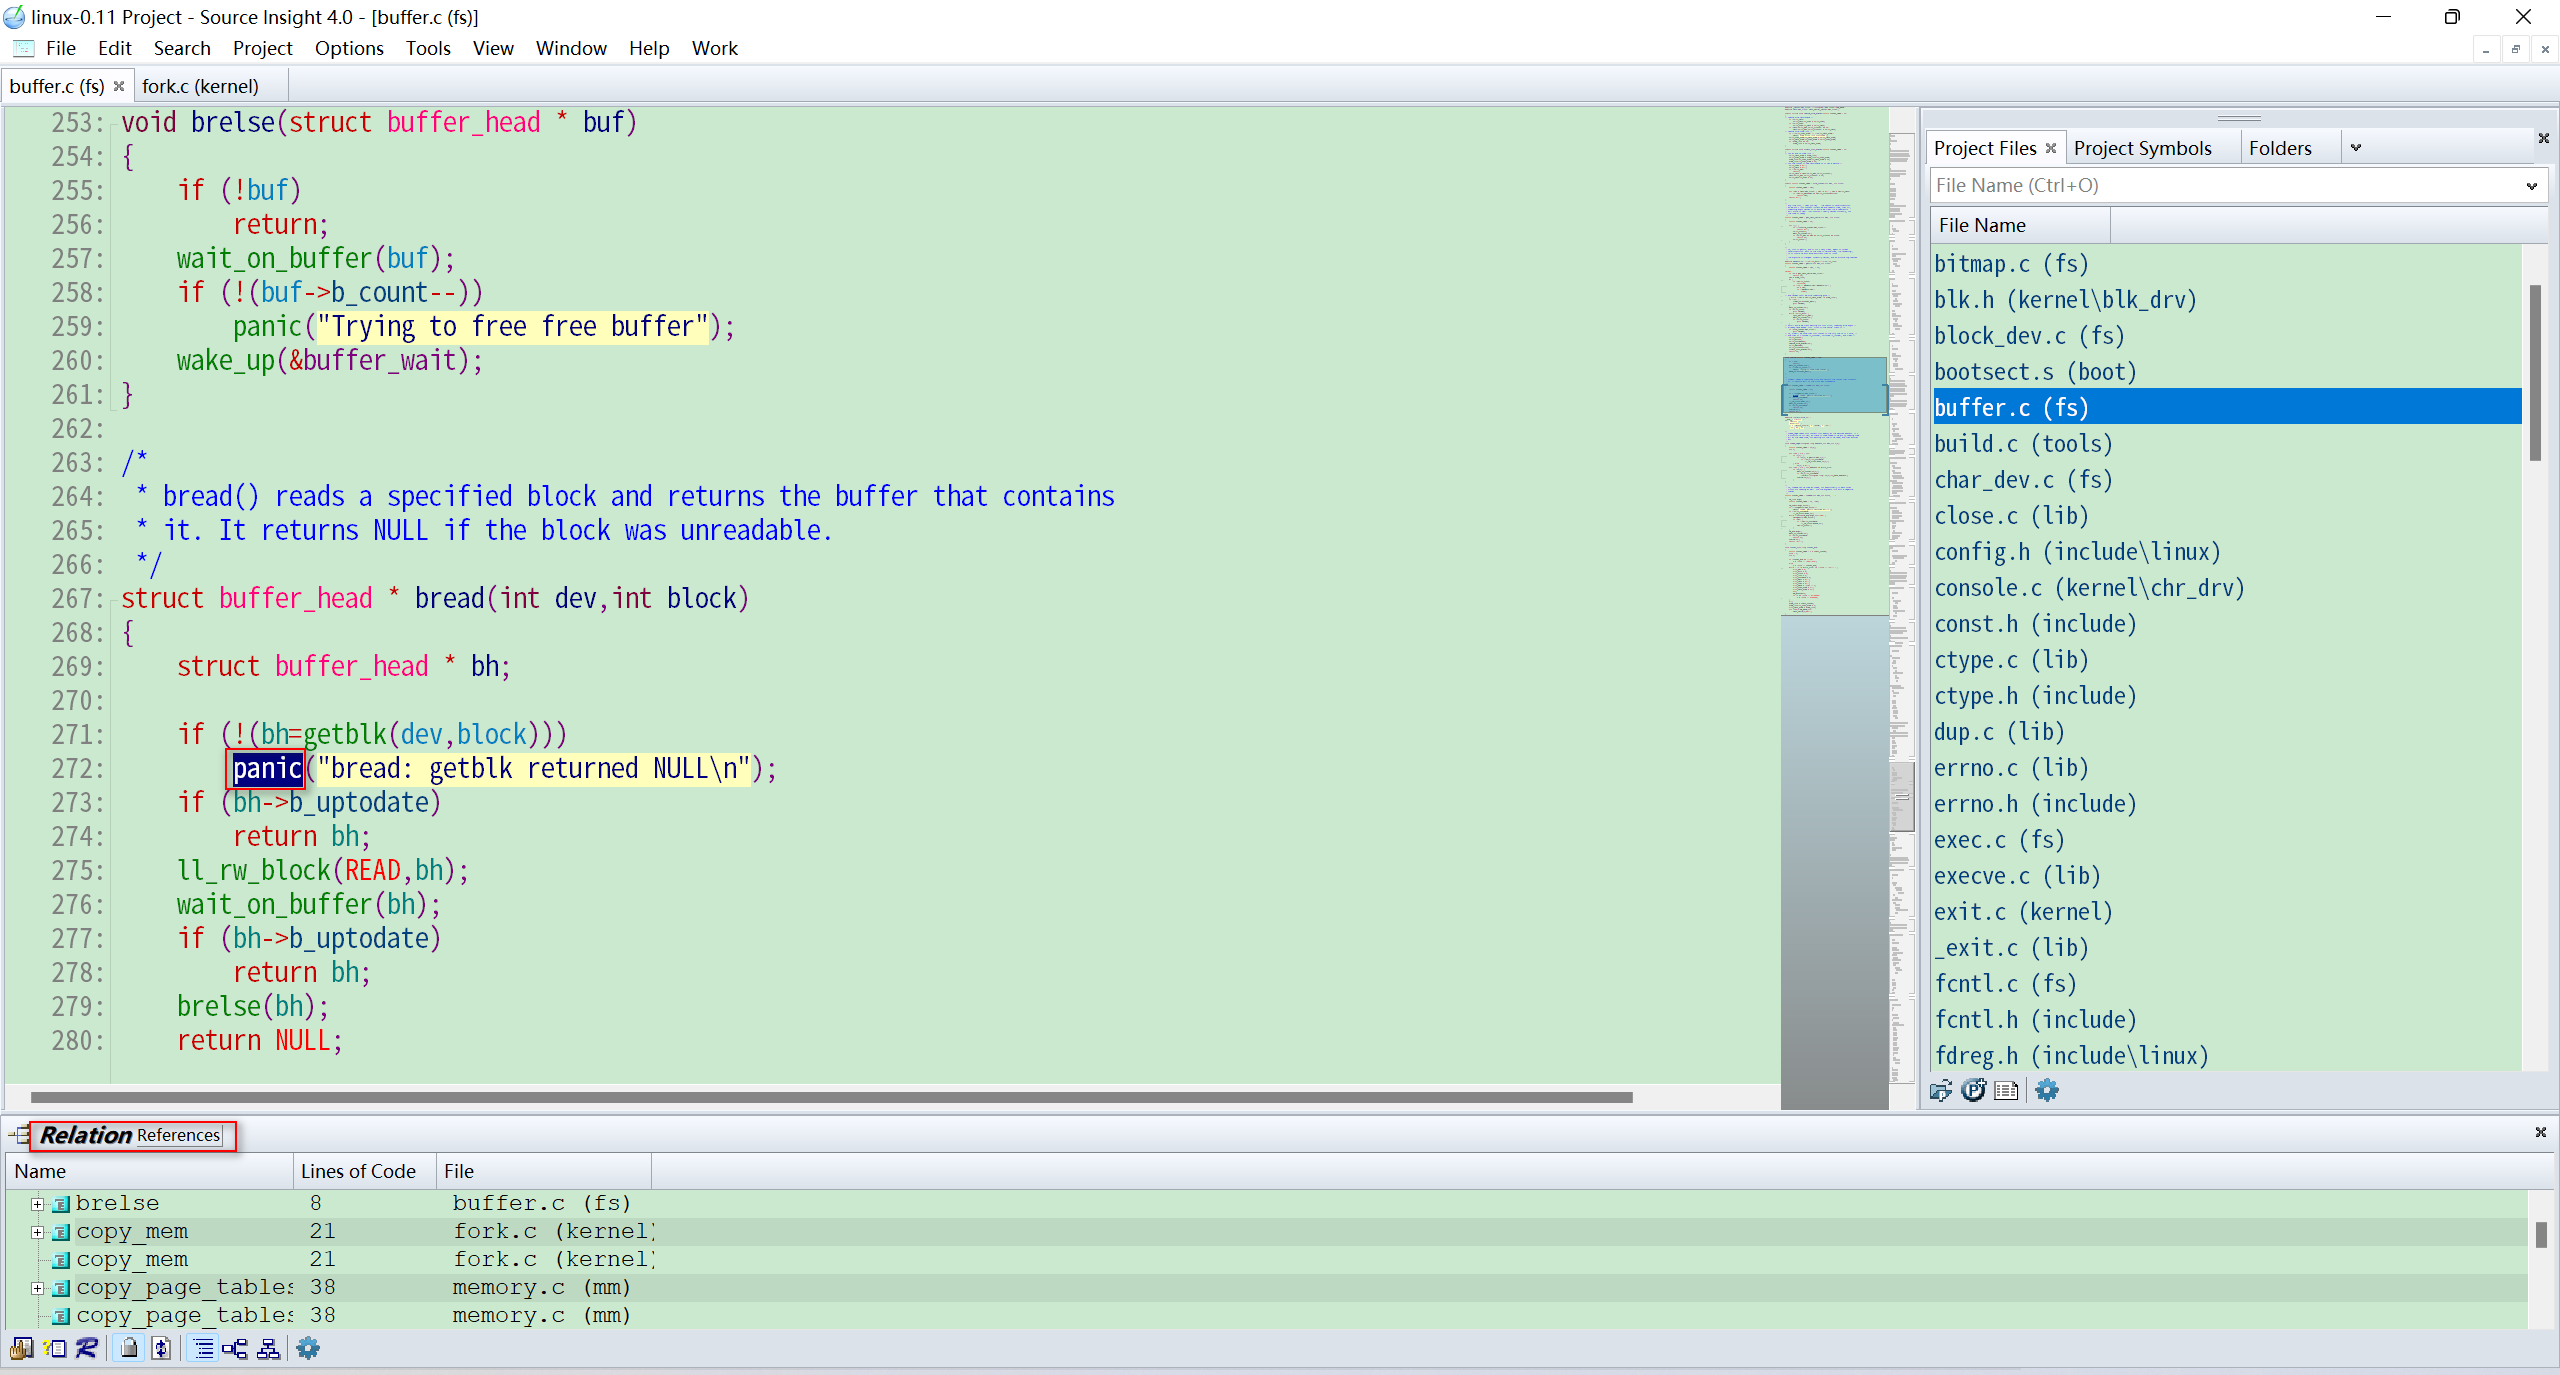 linux-0.11 Project - Source Insight 4.0 - [buffer.c (fs)]
File Edit Search Project Options Tools View Window Help Work
buffer.c (fs) fork.c (kernel)
253: void brelse(struct buffer_head * buf)
254: {
255: if (!buf)
256: return;
257: wait_on_buffer(buf);
258: if (!(buf->b_count--))
259: panic("Trying to free free buffer");
260: wake_up(&buffer_wait);
261: }
262:
263: /*
264: * bread() reads a specified block and returns the buffer that contains
265: * it. It returns NULL if the block was unreadable.
266: */
267: struct buffer_head * bread(int dev,int block)
268: {
269: struct buffer_head * bh;
270:
271: if (!(bh=getblk(dev,block)))
272: panic("bread: getblk returned NULL\n");
273: if (bh->b_uptodate)
274: return bh;
275: ll_rw_block(READ,bh);
276: wait_on_buffer(bh);
277: if (bh->b_uptodate)
278: return bh;
279: brelse(bh);
280: return NULL;
Project Files Project Symbols Folders
File Name (Ctrl+O)
File Name
bitmap.c (fs)
blk.h (kernel\blk_drv)
block_dev.c (fs)
bootsect.s (boot)
buffer.c (fs)
build.c (tools)
char_dev.c (fs)
close.c (lib)
config.h (include\linux)
console.c (kernel\chr_drv)
const.h (include)
ctype.c (lib)
ctype.h (include)
dup.c (lib)
errno.c (lib)
errno.h (include)
exec.c (fs)
execve.c (lib)
exit.c (kernel)
_exit.c (lib)
fcntl.c (fs)
fcntl.h (include)
fdreg.h (include\linux)
Relation References
Name Lines of Code File
brelse 8 buffer.c (fs)
copy_mem 21 fork.c (kernel)
copy_mem 21 fork.c (kernel)
copy_page_tables 38 memory.c (mm)
copy_page_tables 38 memory.c (mm)